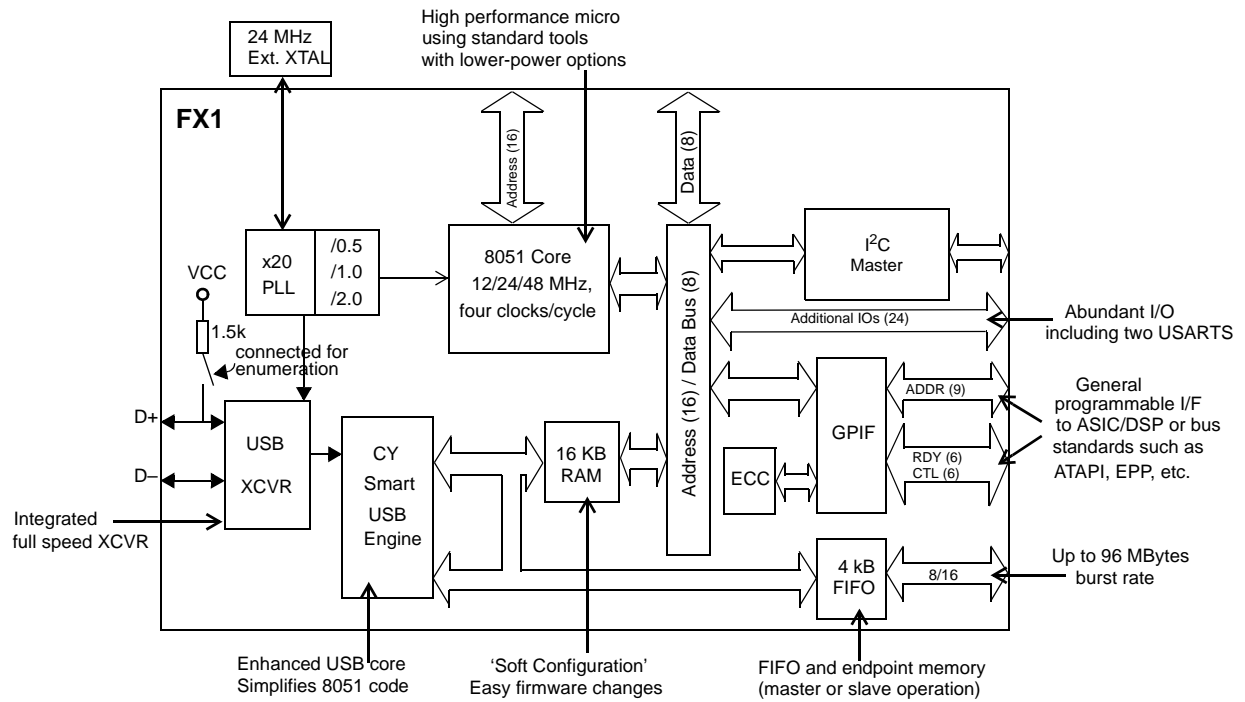 High performance micro
using standard tools
with lower-power options
24 MHz
Ext. XTAL
FX1
Address (16)
Data (8)
x20
PLL
/0.5
/1.0
/2.0
8051 Core
12/24/48 MHz,
four clocks/cycle
I²C
Master
VCC
1.5k
connected for
enumeration
Address (16) / Data Bus (8)
Additional IOs (24)
Abundant I/O
including two USARTS
D+
D–
USB
XCVR
CY
Smart
USB
Engine
16 KB
RAM
ECC
GPIF
ADDR (9)
RDY (6)
CTL (6)
General
programmable I/F
to ASIC/DSP or bus
standards such as
ATAPI, EPP, etc.
Integrated
full speed XCVR
4 kB
FIFO
8/16
Up to 96 MBytes
burst rate
Enhanced USB core
Simplifies 8051 code
‘Soft Configuration’
Easy firmware changes
FIFO and endpoint memory
(master or slave operation)